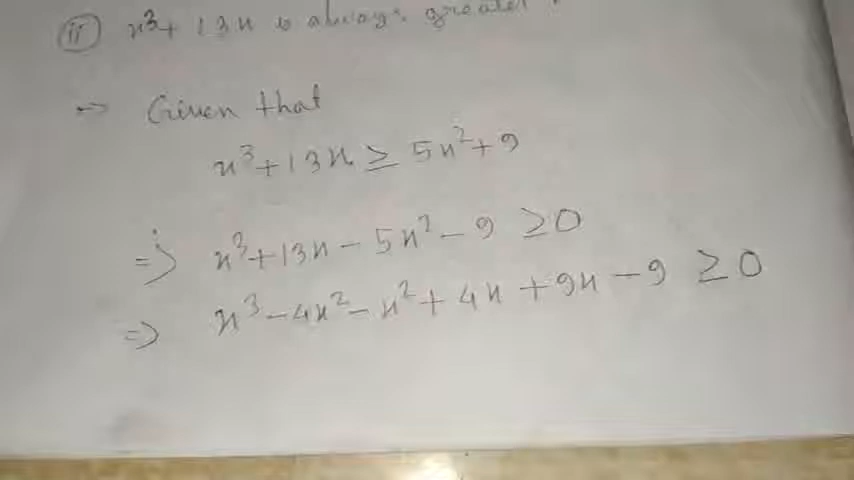 (ii) x³ + 13x is always greater
=> Given that
x³ + 13x ≥ 5x² + 9
=> x³ + 13x - 5x² - 9 ≥ 0
=> x³ - 4x² - x² + 4x + 9x - 9 ≥ 0